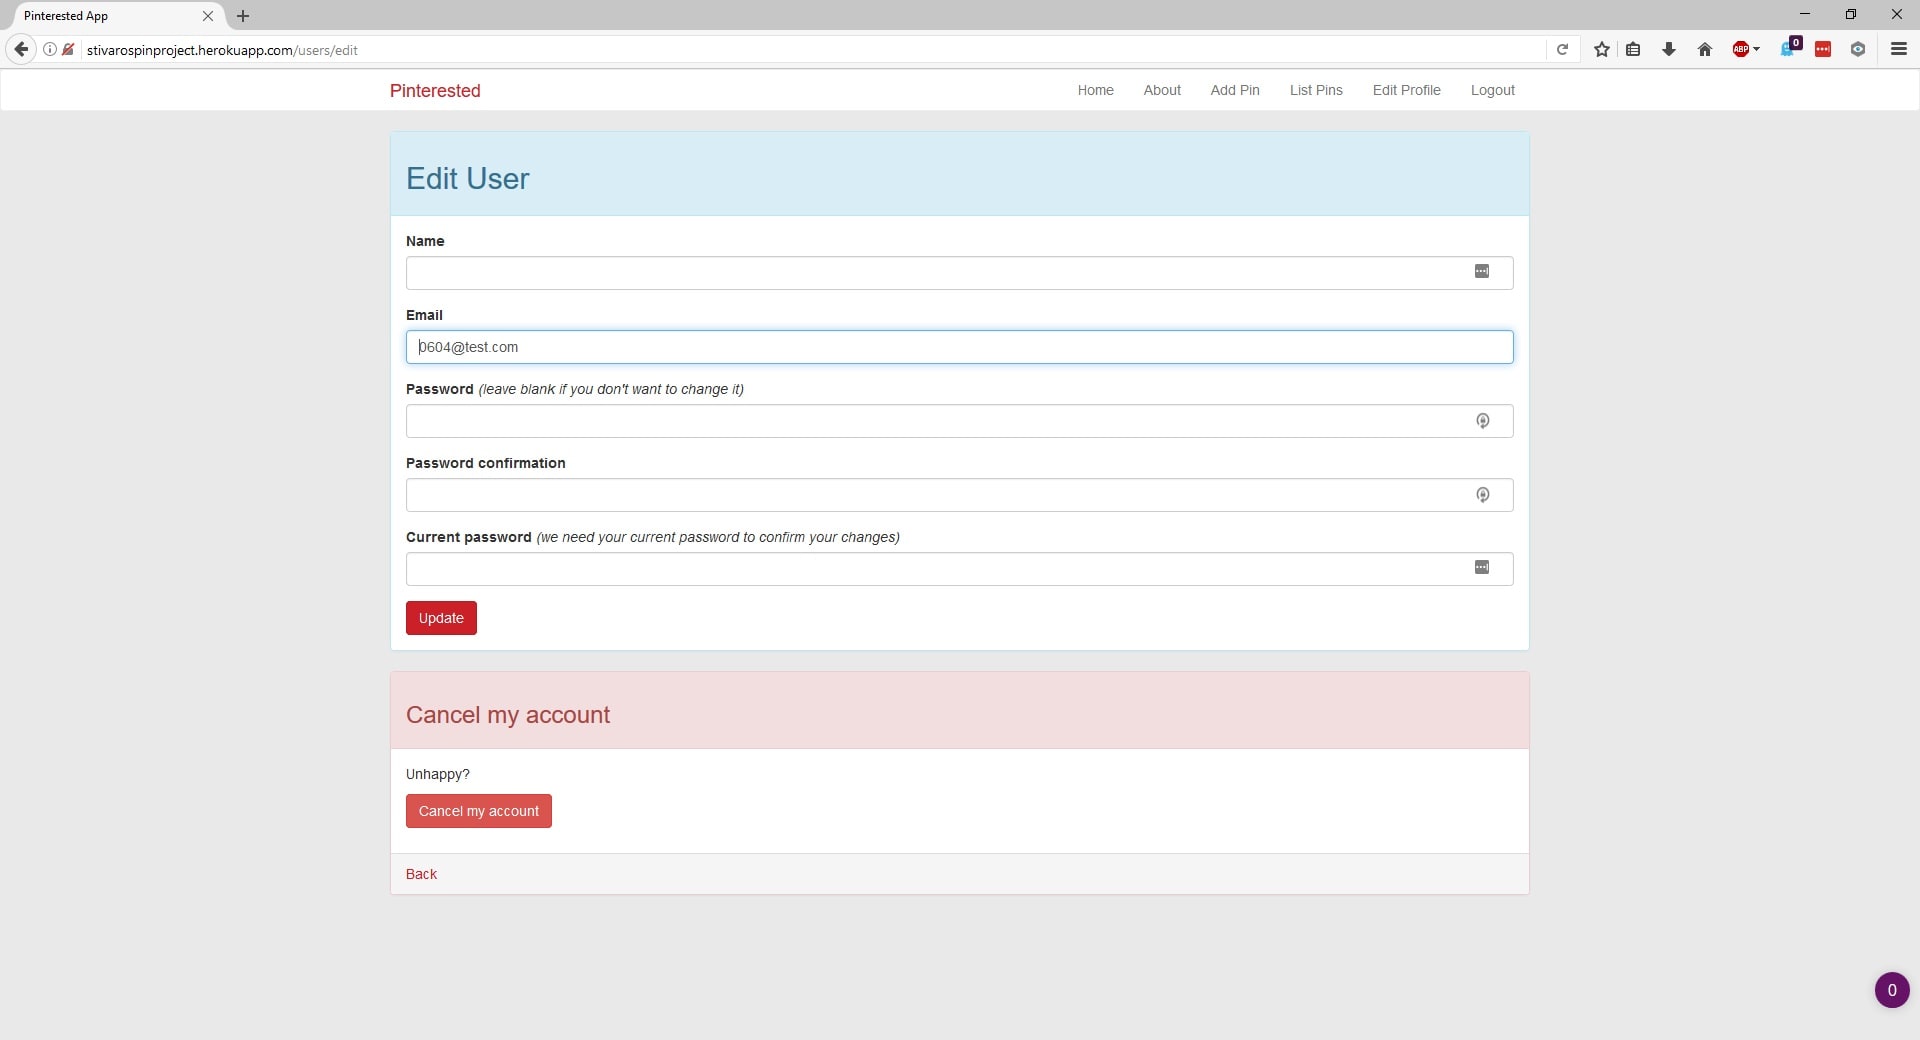 Pinterested App
stivarospinproject.herokuapp.com/users/edit
ABP
0
Pinterested
Home About Add Pin List Pins Edit Profile Logout
Edit User
Name
Email
0604@test.com
Password (leave blank if you don't want to change it)
Password confirmation
Current password (we need your current password to confirm your changes)
Update
Cancel my account
Unhappy?
Cancel my account
Back
0